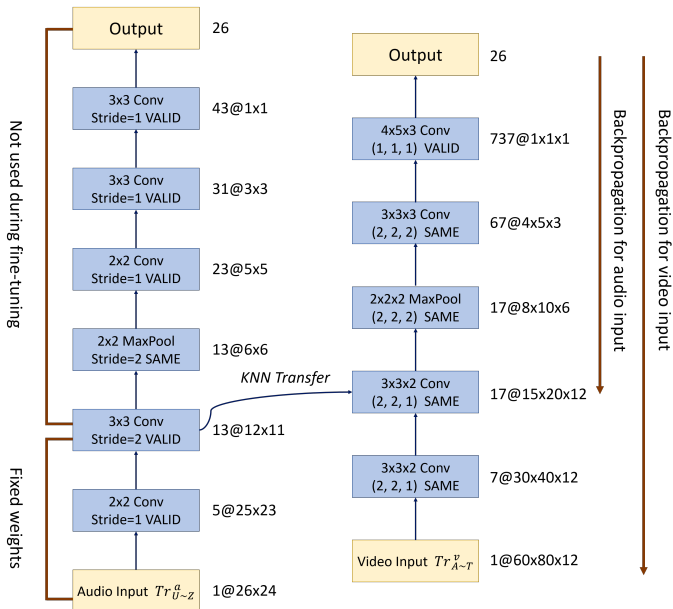 Output
26
3x3 Conv
Stride=1 VALID
43@1x1
3x3 Conv
Stride=1 VALID
31@3x3
2x2 Conv
Stride=1 VALID
23@5x5
2x2 MaxPool
Stride=2 SAME
13@6x6
3x3 Conv
Stride=2 VALID
13@12x11
2x2 Conv
Stride=1 VALID
5@25x23
Audio Input Tr^a_{U~Z}
1@26x24
Not used during fine-tuning
Fixed weights
KNN Transfer
Output
26
4x5x3 Conv
(1, 1, 1) VALID
737@1x1x1
3x3x3 Conv
(2, 2, 2) SAME
67@4x5x3
2x2x2 MaxPool
(2, 2, 2) SAME
17@8x10x6
3x3x2 Conv
(2, 2, 1) SAME
17@15x20x12
3x3x2 Conv
(2, 2, 1) SAME
7@30x40x12
Video Input Tr^v_{A~T}
1@60x80x12
Backpropagation for audio input
Backpropagation for video input